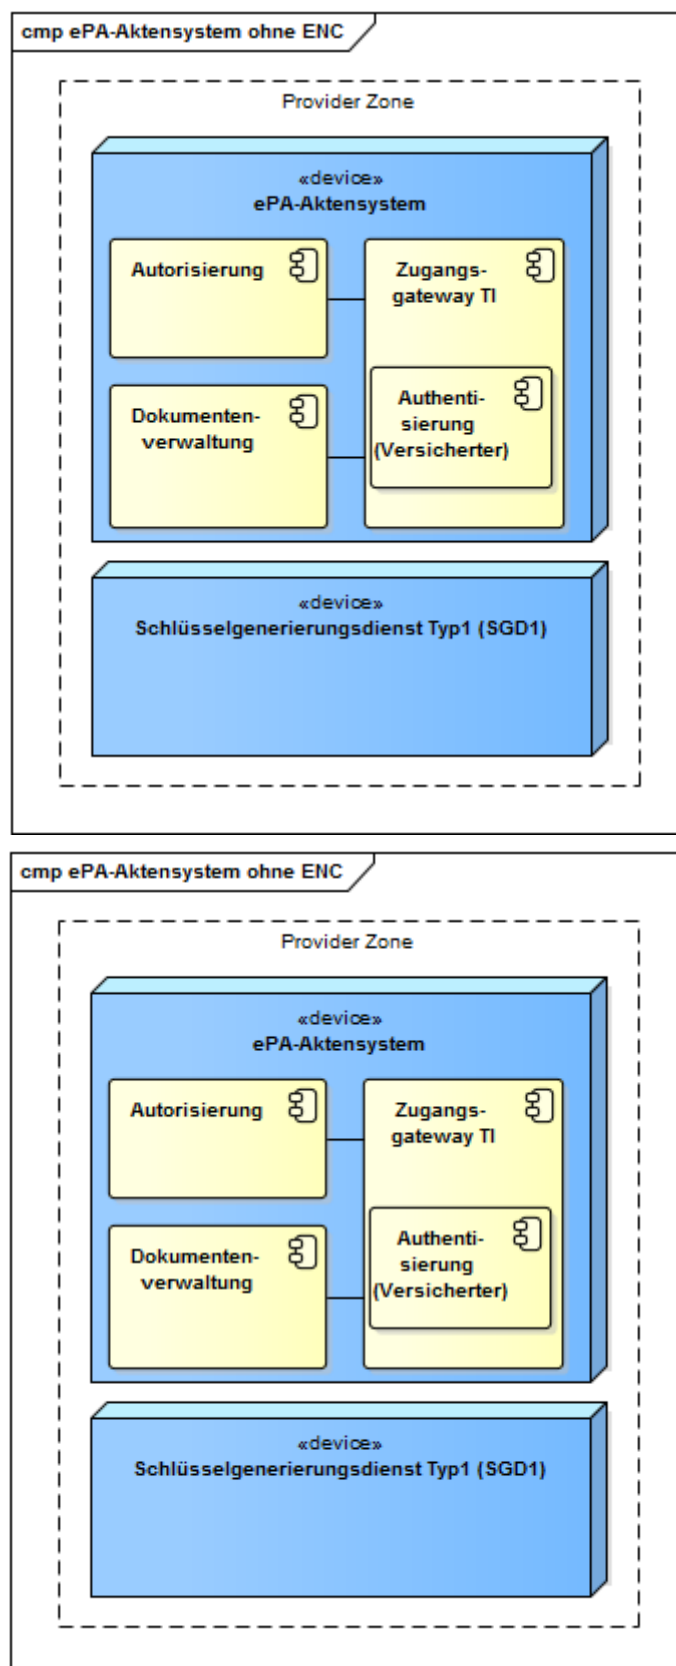 cmp ePA-Aktensystem ohne ENC
Provider Zone
«device»
ePA-Aktensystem
Autorisierung
Zugangs-
gateway TI
Dokumenten-
verwaltung
Authenti-
sierung
(Versicherter)
«device»
Schlüsselgenerierungsdienst Typ1 (SGD1)
cmp ePA-Aktensystem ohne ENC
Provider Zone
«device»
ePA-Aktensystem
Autorisierung
Zugangs-
gateway TI
Dokumenten-
verwaltung
Authenti-
sierung
(Versicherter)
«device»
Schlüsselgenerierungsdienst Typ1 (SGD1)